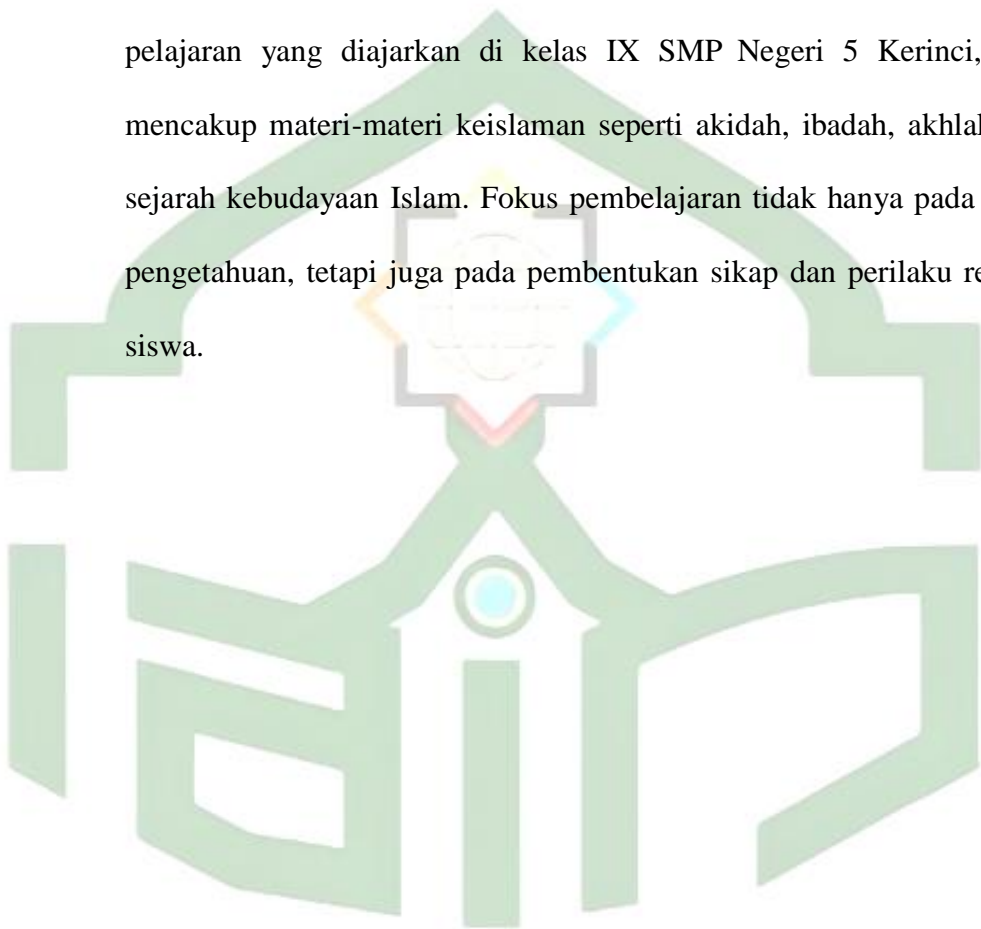 pelajaran yang diajarkan di kelas IX SMP Negeri 5 Kerinci,
mencakup materi-materi keislaman seperti akidah, ibadah, akhlak
sejarah kebudayaan Islam. Fokus pembelajaran tidak hanya pada
pengetahuan, tetapi juga pada pembentukan sikap dan perilaku
siswa.